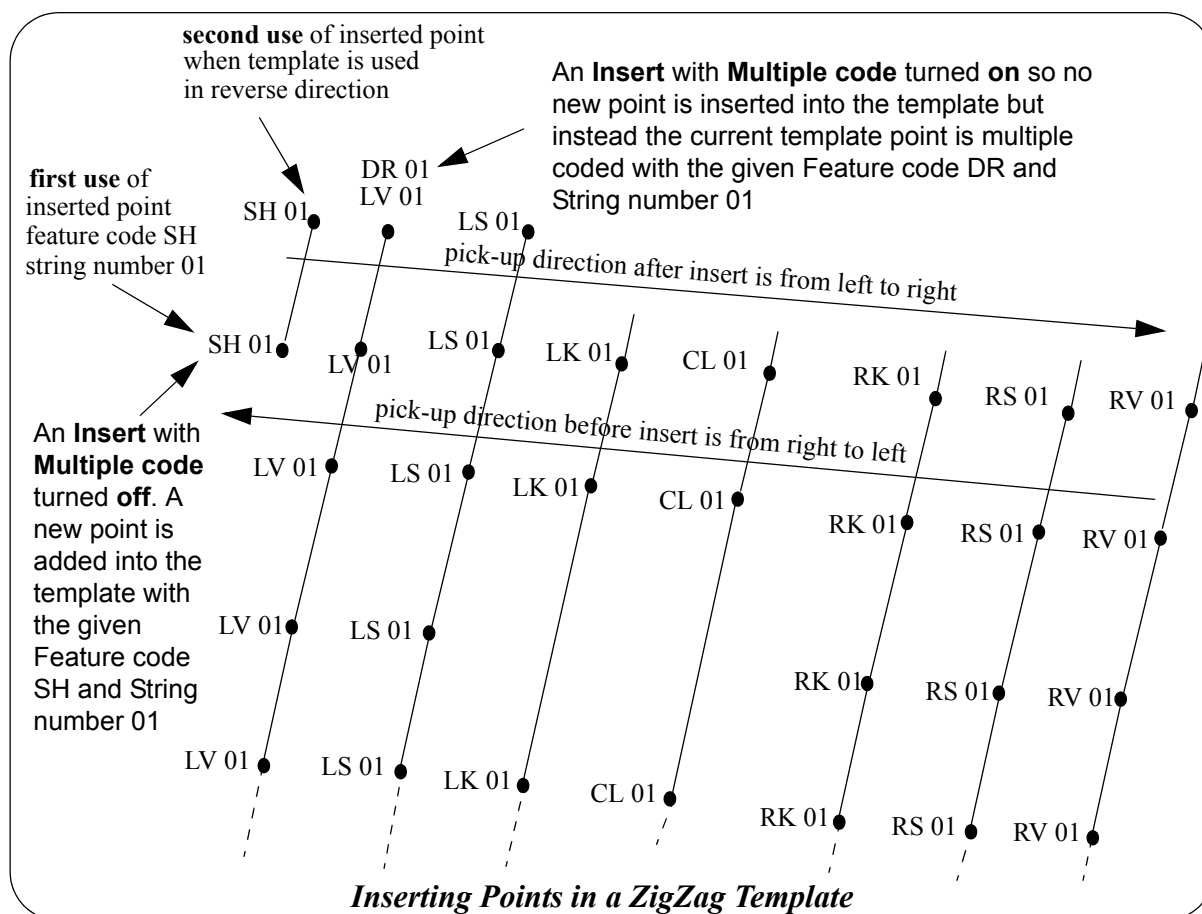 second use of inserted point
when template is used
in reverse direction
An Insert with Multiple code turned on so no
new point is inserted into the template but
instead the current template point is multiple
coded with the given Feature code DR and
String number 01
first use of
inserted point
feature code SH
string number 01
DR 01
LV 01
SH 01
LS 01
pick-up direction after insert is from left to right
SH 01
LV 01
LS 01
LK 01
CL 01
RK 01
RS 01
RV 01
pick-up direction before insert is from right to left
An Insert with
Multiple code
turned off. A
new point is
added into the
template with
the given
Feature code
SH and String
number 01
LV 01
LS 01
LK 01
CL 01
RK 01
RS 01
RV 01
LV 01
LS 01
RK 01
RS 01
RV 01
LV 01
LS 01
LK 01
CL 01
RK 01
RS 01
RV 01
Inserting Points in a ZigZag Template